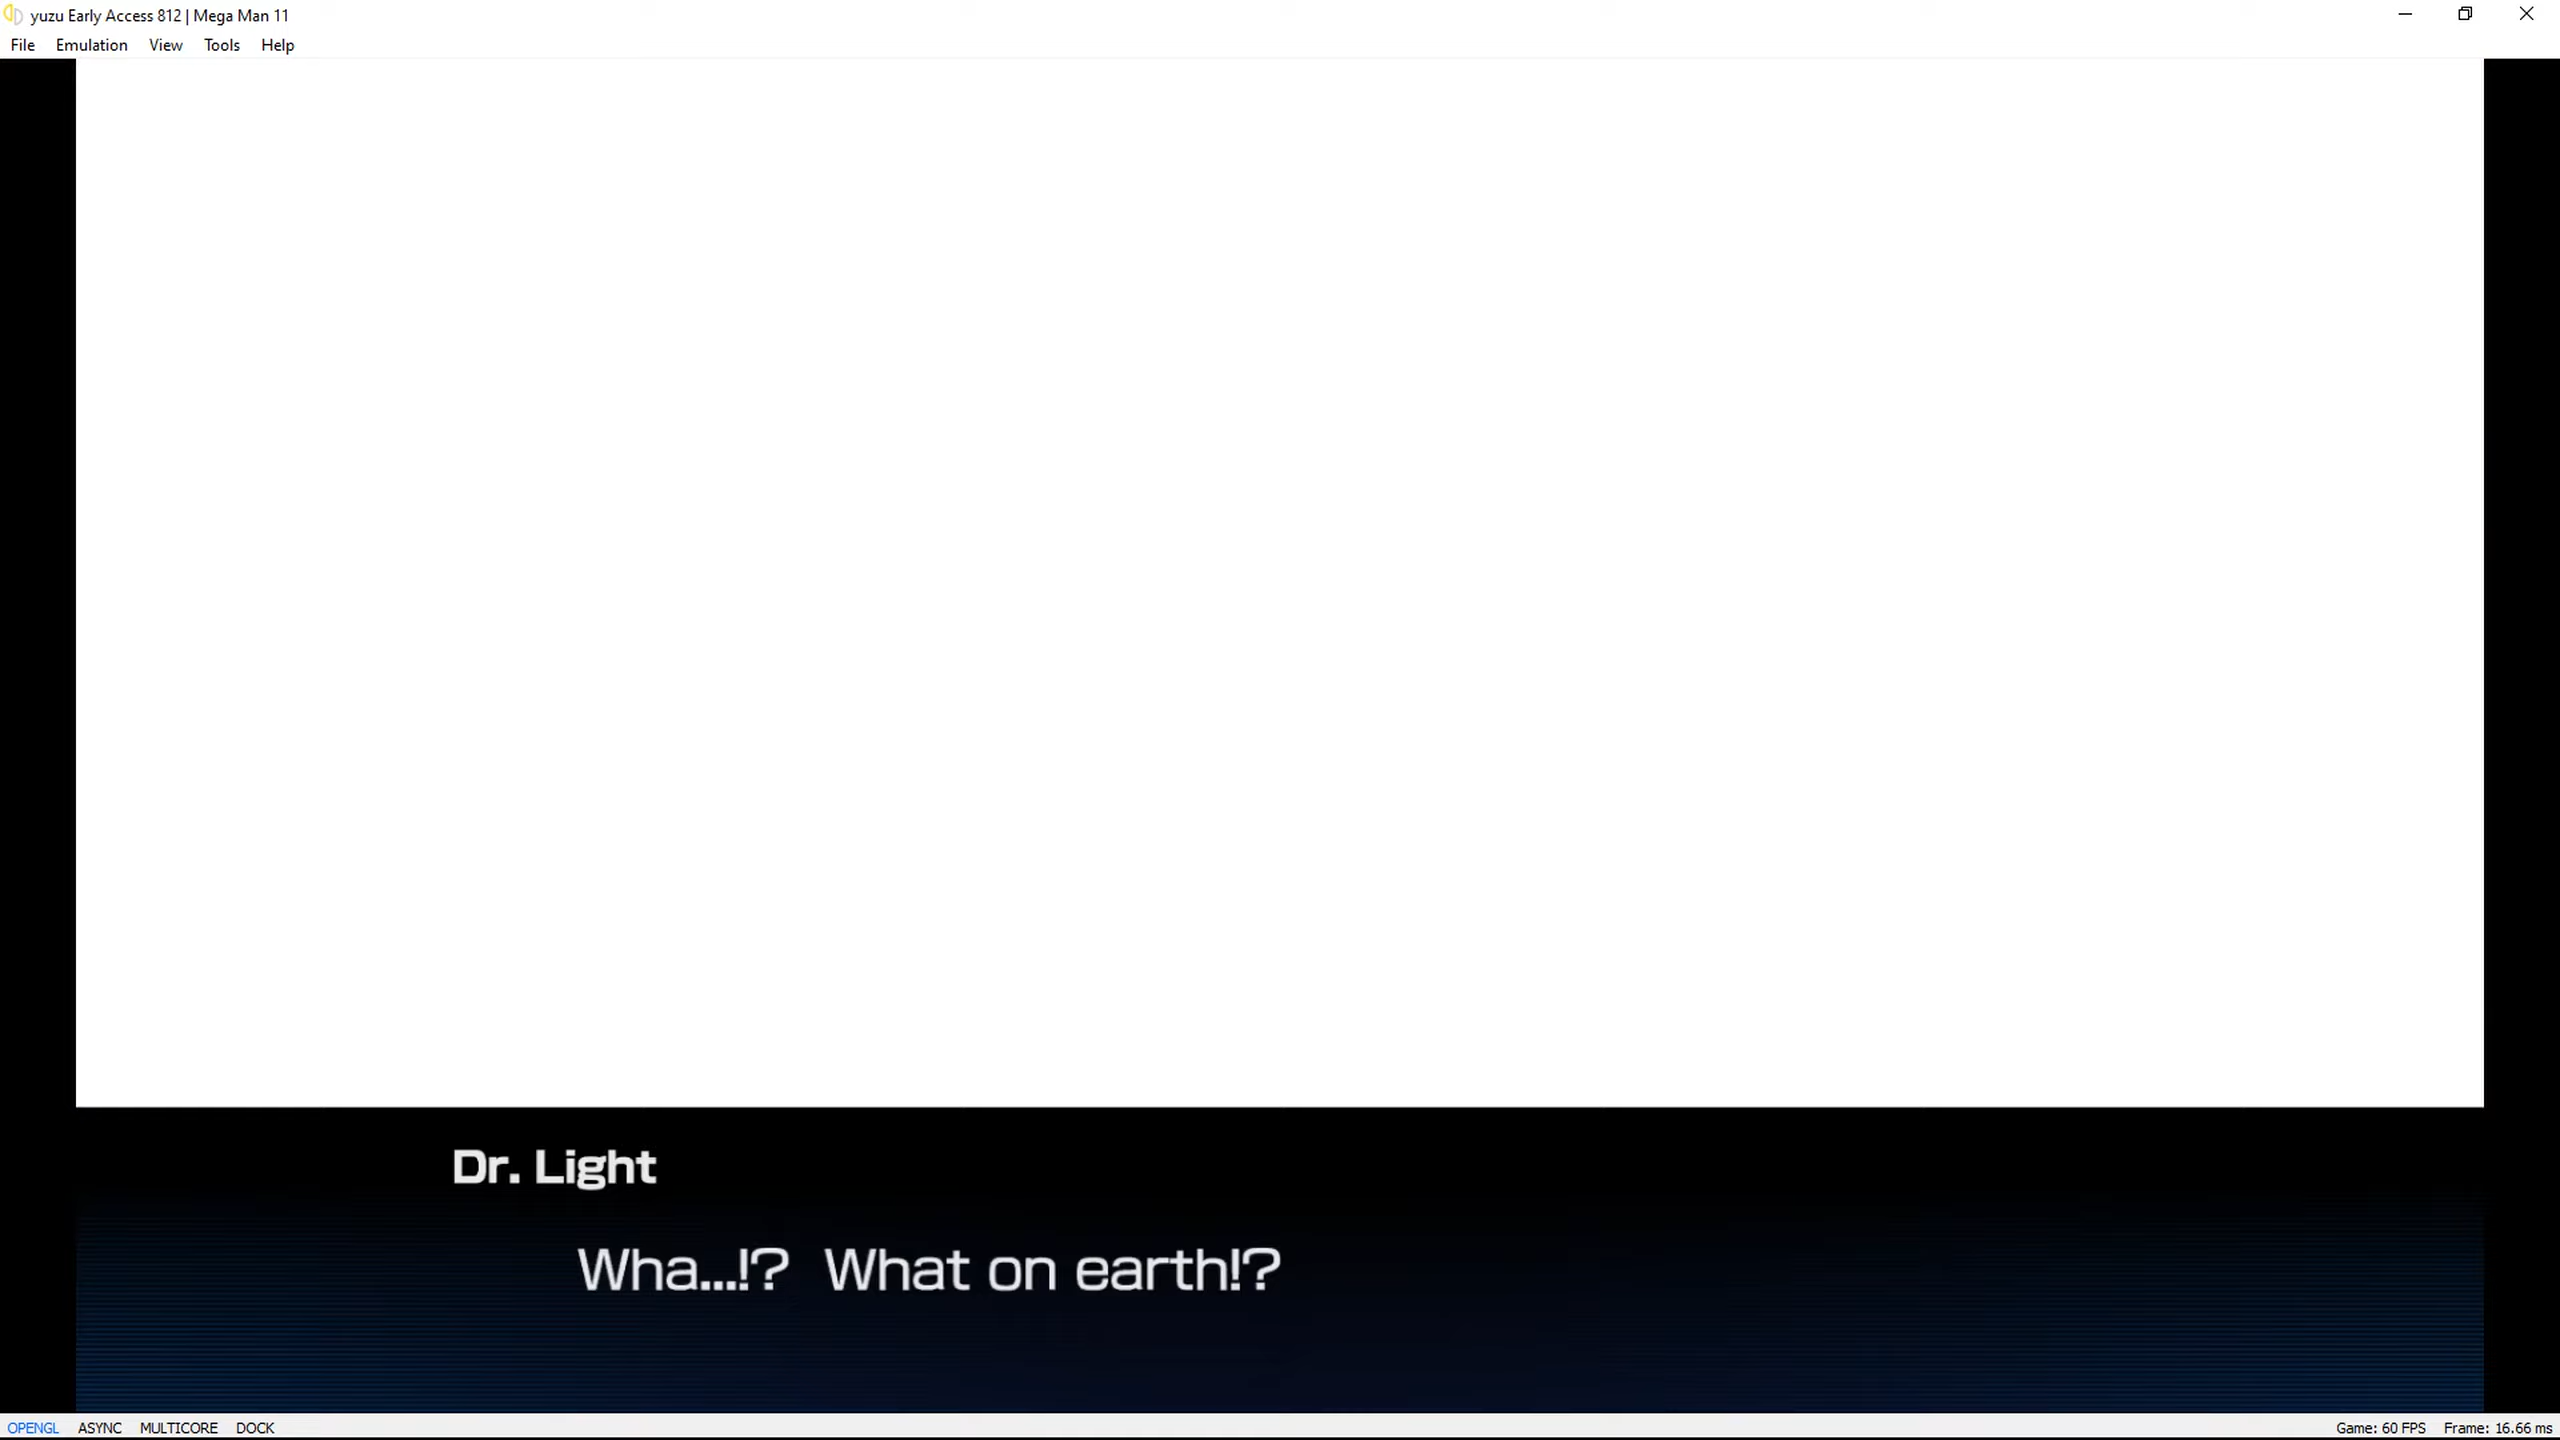 yuzu Early Access 812 | Mega Man 11
File Emulation View Tools Help
Dr. Light
Wha...!? What on earth!?
OPENGL ASYNC MULTICORE DOCK Game: 60 FPS Frame: 16.66 ms